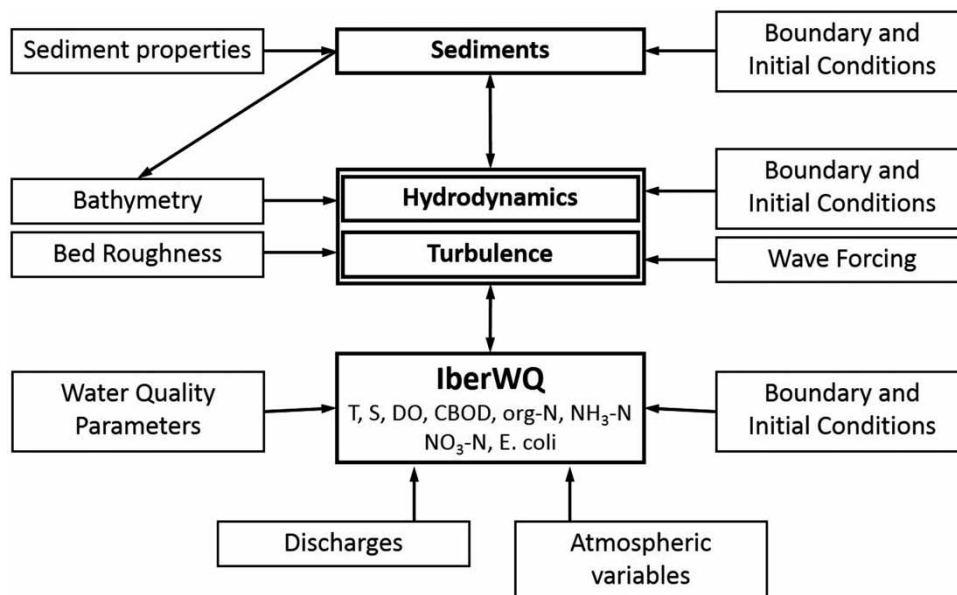 Sediment properties
Sediments
Boundary and
Initial Conditions
Bathymetry
Hydrodynamics
Boundary and
Initial Conditions
Bed Roughness
Turbulence
Wave Forcing
Water Quality
Parameters
IberWQ
T, S, DO, CBOD, org-N, NH₃-N
NO₃-N, E. coli
Boundary and
Initial Conditions
Discharges
Atmospheric
variables